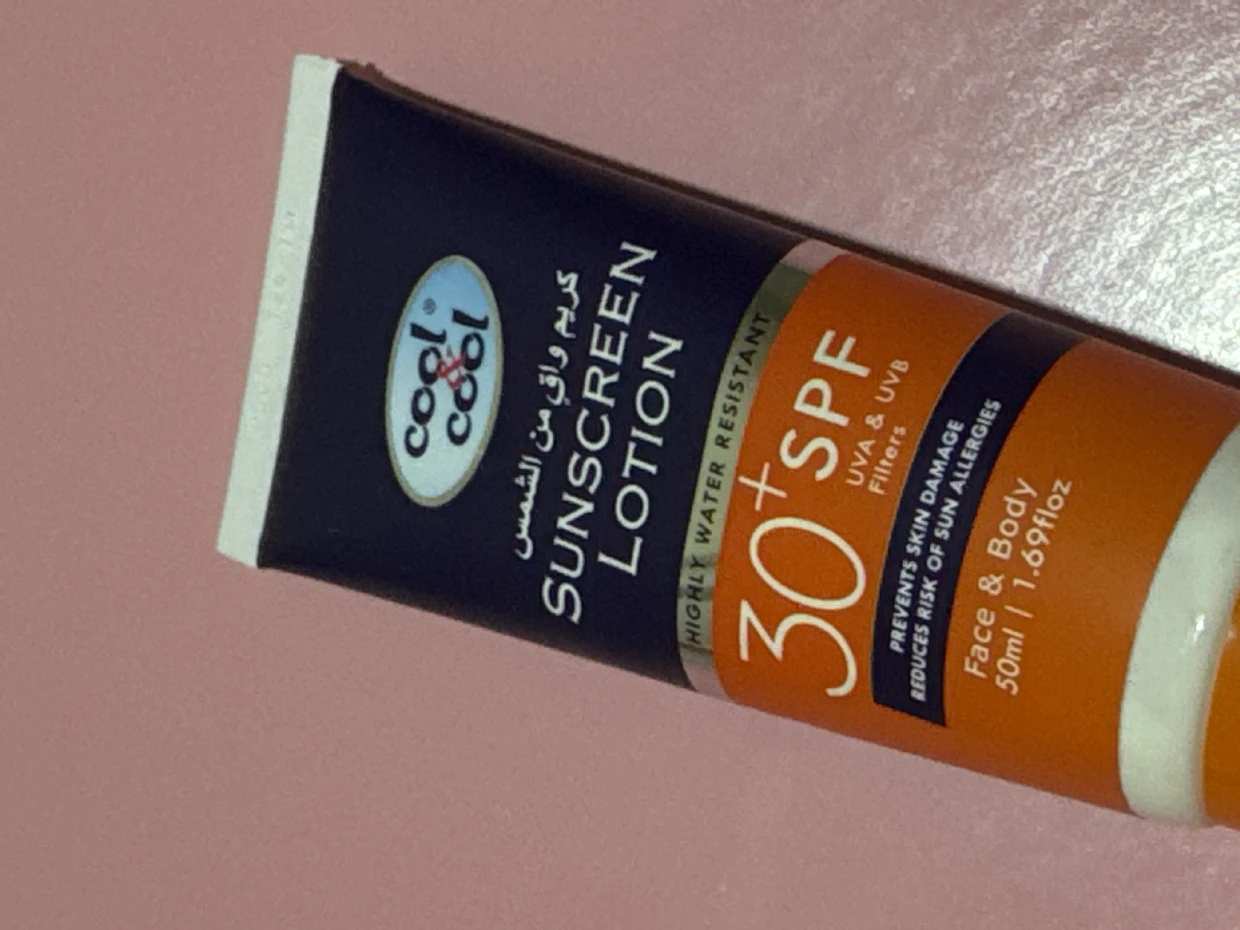 cool
&
cool®
كريم واقي من الشمس
SUNSCREEN
LOTION
HIGHLY WATER RESISTANT
30+SPF
UVA & UVB
Filters
PREVENTS SKIN DAMAGE
REDUCES RISK OF SUN ALLERGIES
Face & Body
50ml | 1.69floz